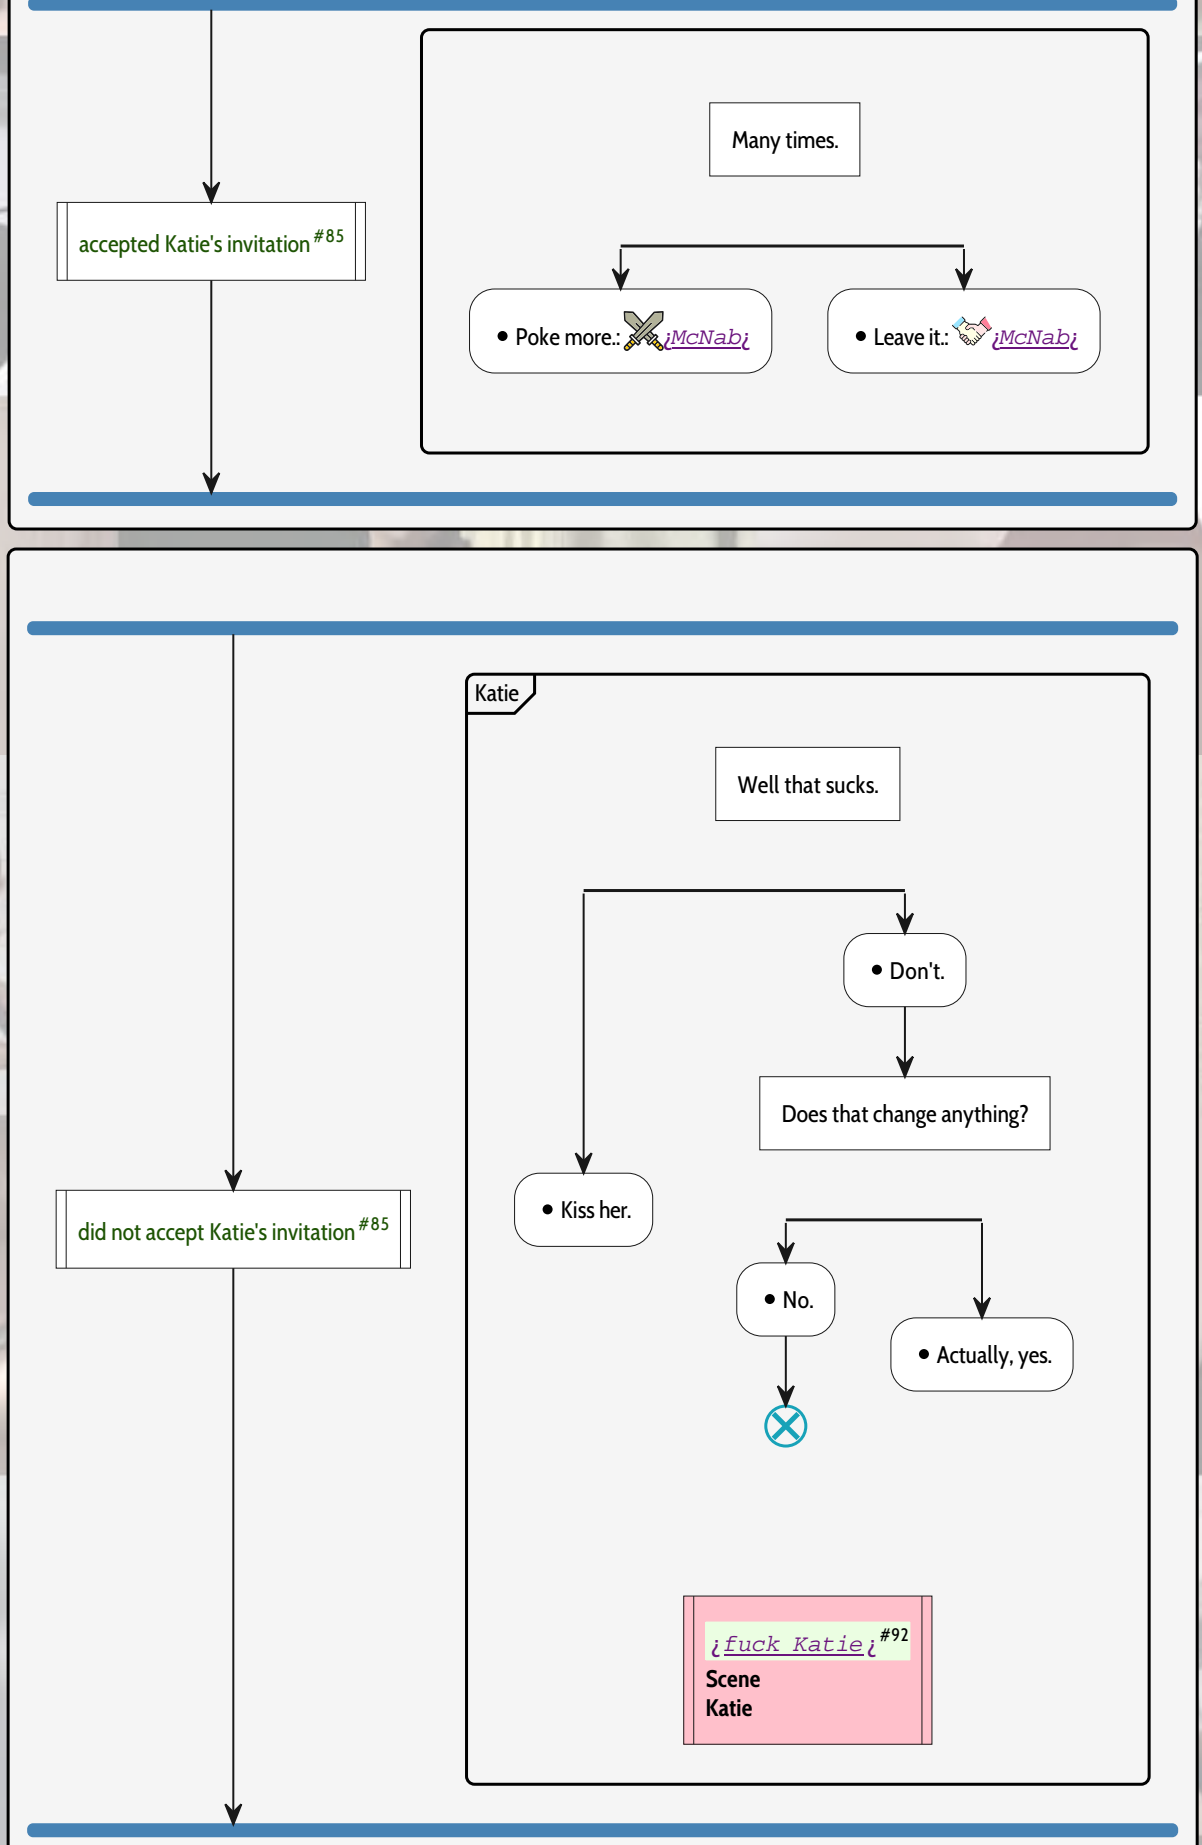 Many times.
accepted Katie's invitation #85
• Poke more.: ¿McNab¿
• Leave it.: ¿McNab¿
Katie
Well that sucks.
• Don't.
Does that change anything?
• Kiss her.
did not accept Katie's invitation #85
• No.
• Actually, yes.
¿fuck Katie¿ #92
Scene
Katie